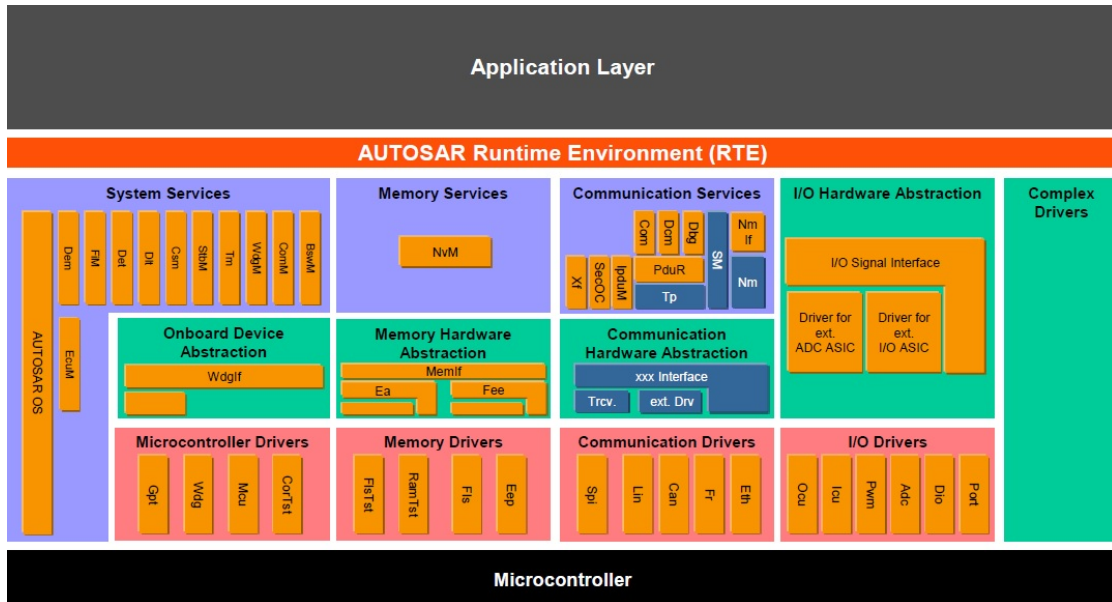 Application Layer
AUTOSAR Runtime Environment (RTE)
System Services
AUTOSAR OS
Dem
FiM
Det
Dlt
Csm
StbM
Tm
WdgM
ComM
BswM
EcuM
Memory Services
NvM
Communication Services
Xf
SecOC
IpduM
Com
Dcm
Dbg
PduR
Tp
SM
Nm
If
Nm
I/O Hardware Abstraction
I/O Signal Interface
Driver for
ext.
ADC ASIC
Driver for
ext.
I/O ASIC
Complex
Drivers
Onboard Device
Abstraction
WdgIf
Memory Hardware
Abstraction
MemIf
Ea
Fee
Communication
Hardware Abstraction
xxx Interface
Trcv.
ext. Drv
Microcontroller Drivers
Gpt
Wdg
Mcu
CorTst
Memory Drivers
FlsTst
RamTst
Fls
Eep
Communication Drivers
Spi
Lin
Can
Fr
Eth
I/O Drivers
Ocu
Icu
Pwm
Adc
Dio
Port
Microcontroller